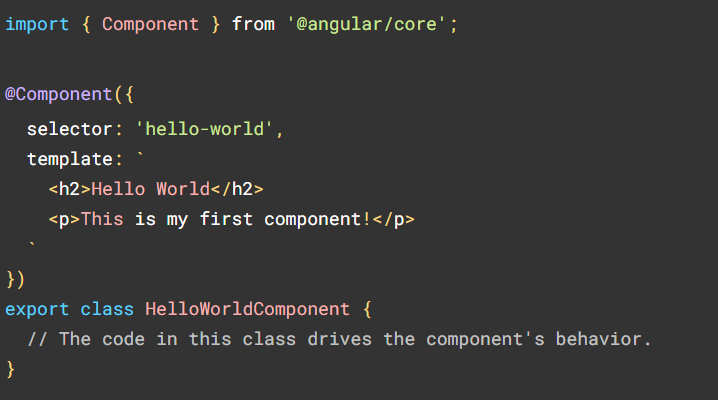 import { Component } from '@angular/core';
@Component({
  selector: 'hello-world',
  template: `
    <h2>Hello World</h2>
    <p>This is my first component!</p>
  `
})
export class HelloWorldComponent {
  // The code in this class drives the component's behavior.
}